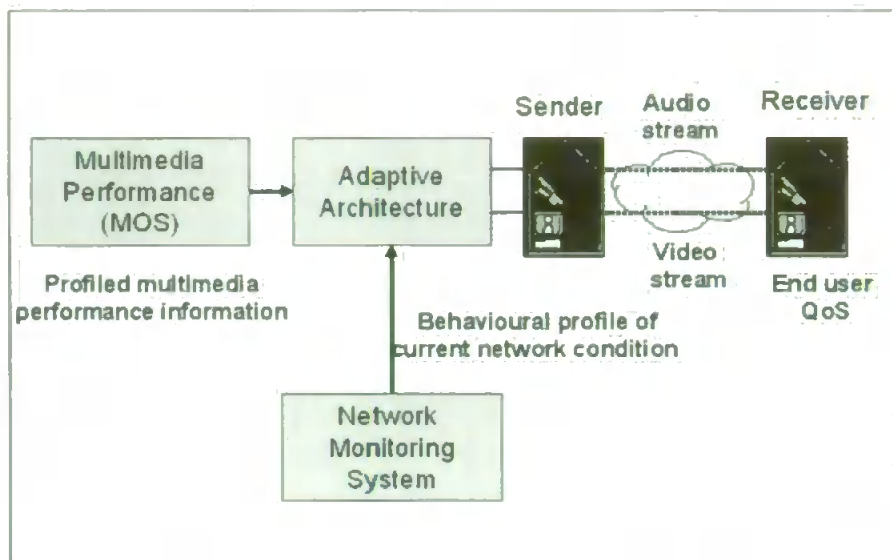 Sender
Audio
stream
Receiver
Multimedia
Performance
(MOS)
Adaptive
Architecture
Video
stream
End user
QoS
Profiled multimedia
performance information
Behavioural profile of
current network condition
Network
Monitoring
System